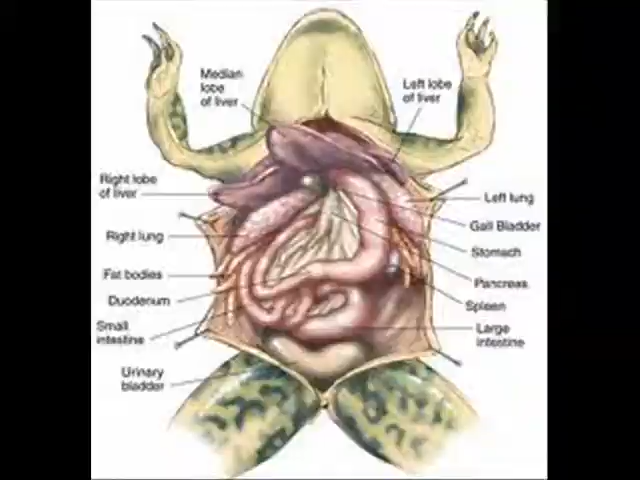 Median
lobe
of liver
Left lobe
of liver
Right lobe
of liver
Left lung
Gall Bladder
Right lung
Stomach
Fat bodies
Pancreas
Duodenum
Spleen
Small
intestine
Large
intestine
Urinary
bladder